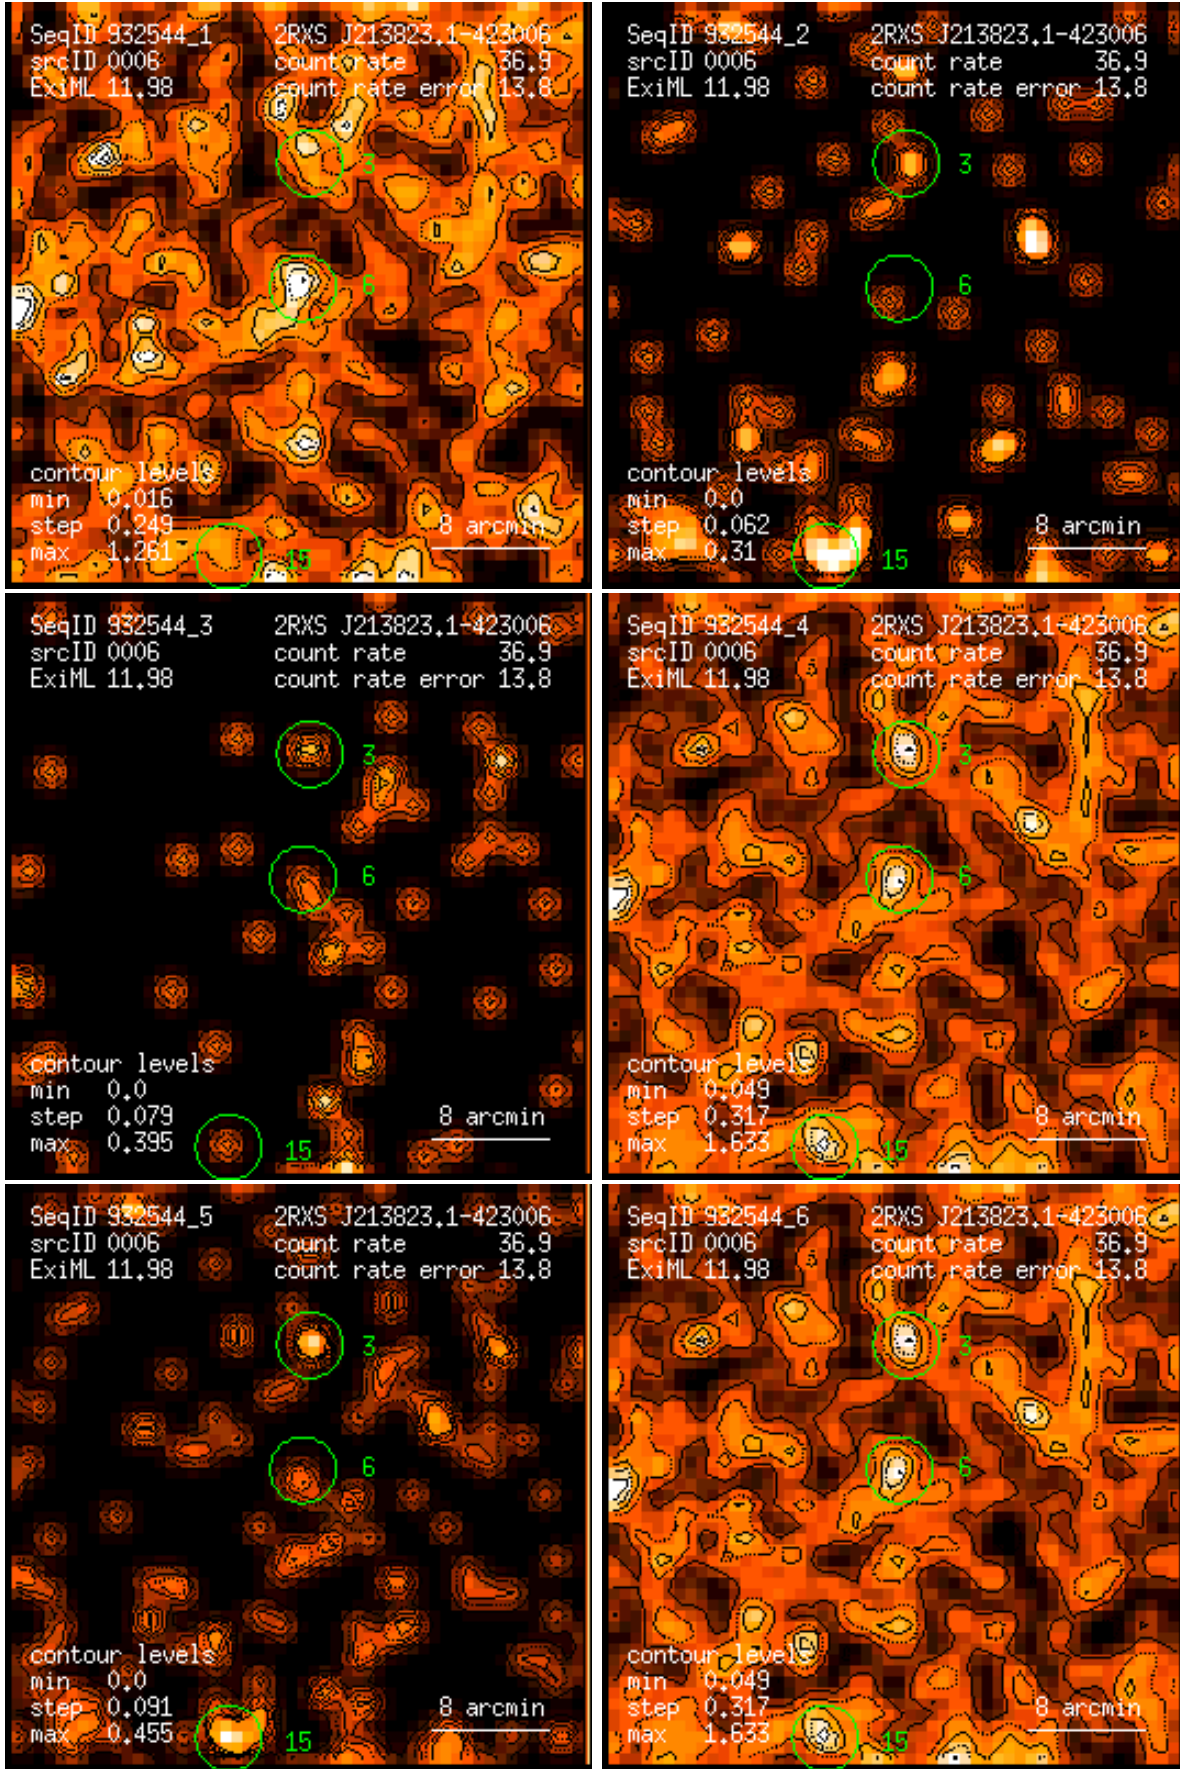 SeqID 932544_1 2RXS J213823.1-423006
srcID 0006 count rate 36.9
ExiML 11.98 count rate error 13.8
3
6
contour levels
min 0.016
step 0.249
max 1.261
8 arcmin
15
SeqID 932544_2 2RXS J213823.1-423006
srcID 0006 count rate 36.9
ExiML 11.98 count rate error 13.8
3
6
contour levels
min 0.0
step 0.062
max 0.31
8 arcmin
15
SeqID 932544_3 2RXS J213823.1-423006
srcID 0006 count rate 36.9
ExiML 11.98 count rate error 13.8
3
6
contour levels
min 0.0
step 0.079
max 0.395
8 arcmin
15
SeqID 932544_4 2RXS J213823.1-423006
srcID 0006 count rate 36.9
ExiML 11.98 count rate error 13.8
3
6
contour levels
min 0.049
step 0.317
max 1.633
8 arcmin
15
SeqID 932544_5 2RXS J213823.1-423006
srcID 0006 count rate 36.9
ExiML 11.98 count rate error 13.8
3
6
contour levels
min 0.0
step 0.091
max 0.455
8 arcmin
15
SeqID 932544_6 2RXS J213823.1-423006
srcID 0006 count rate 36.9
ExiML 11.98 count rate error 13.8
3
6
contour levels
min 0.049
step 0.317
max 1.633
8 arcmin
15